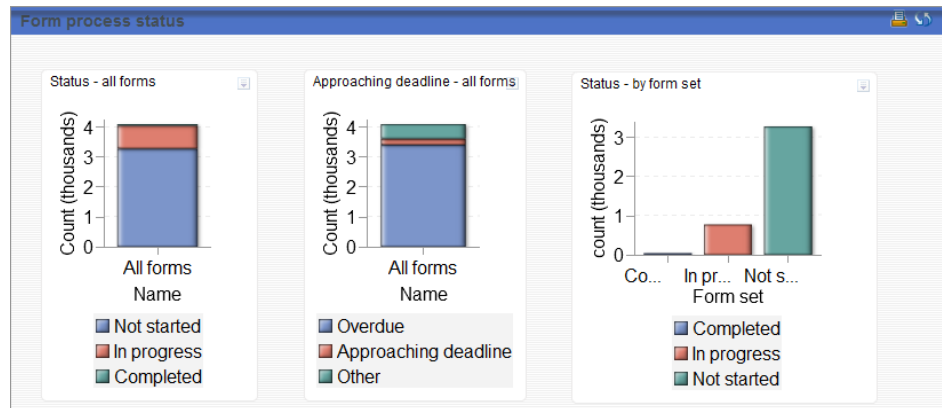 Form process status
Status - all forms
Count (thousands)
4
3
2
1
0
All forms
Name
Not started
In progress
Completed
Approaching deadline - all forms
Count (thousands)
4
3
2
1
0
All forms
Name
Overdue
Approaching deadline
Other
Status - by form set
count (thousands)
3
2
1
0
Co... In pr... Not s...
Form set
Completed
In progress
Not started